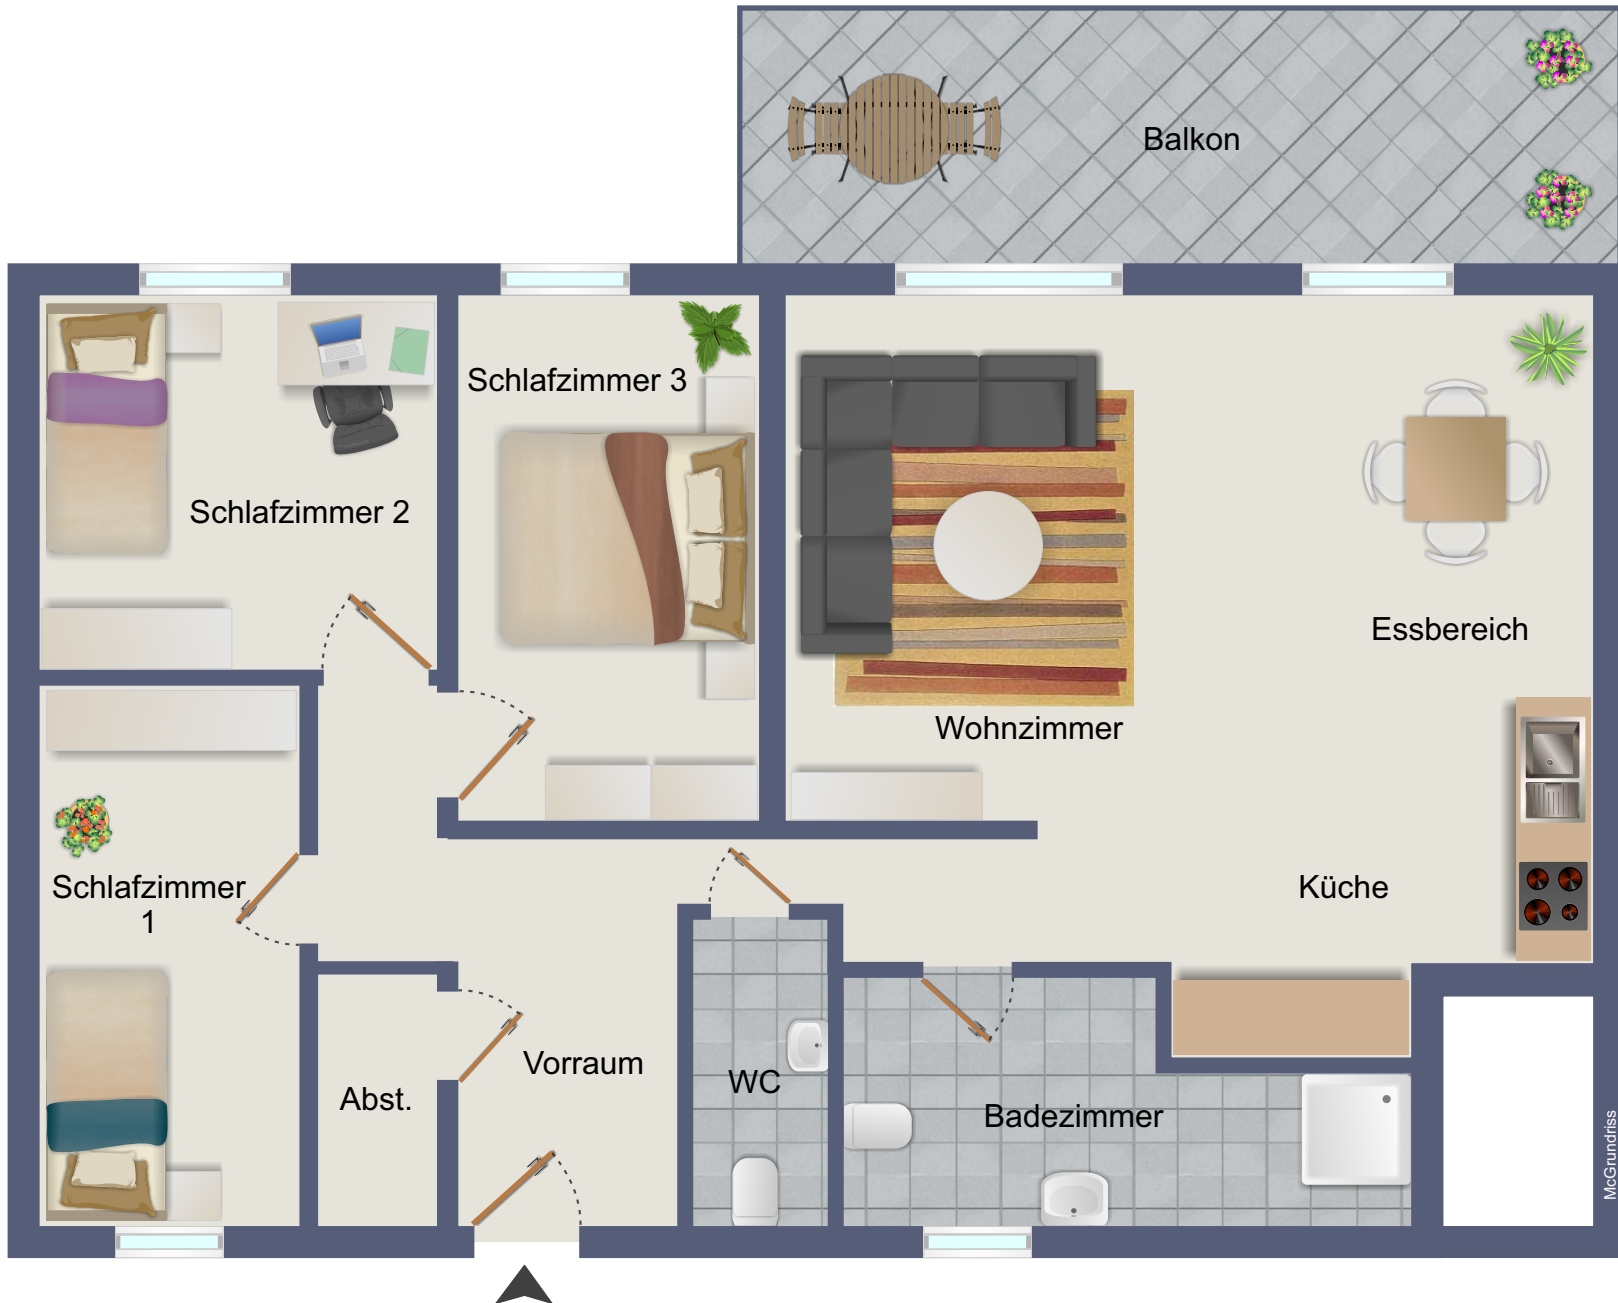 Balkon
Schlafzimmer 3
Schlafzimmer 2
Essbereich
Wohnzimmer
Schlafzimmer
1
Küche
Vorraum
WC
Abst.
Badezimmer
McGrundriss